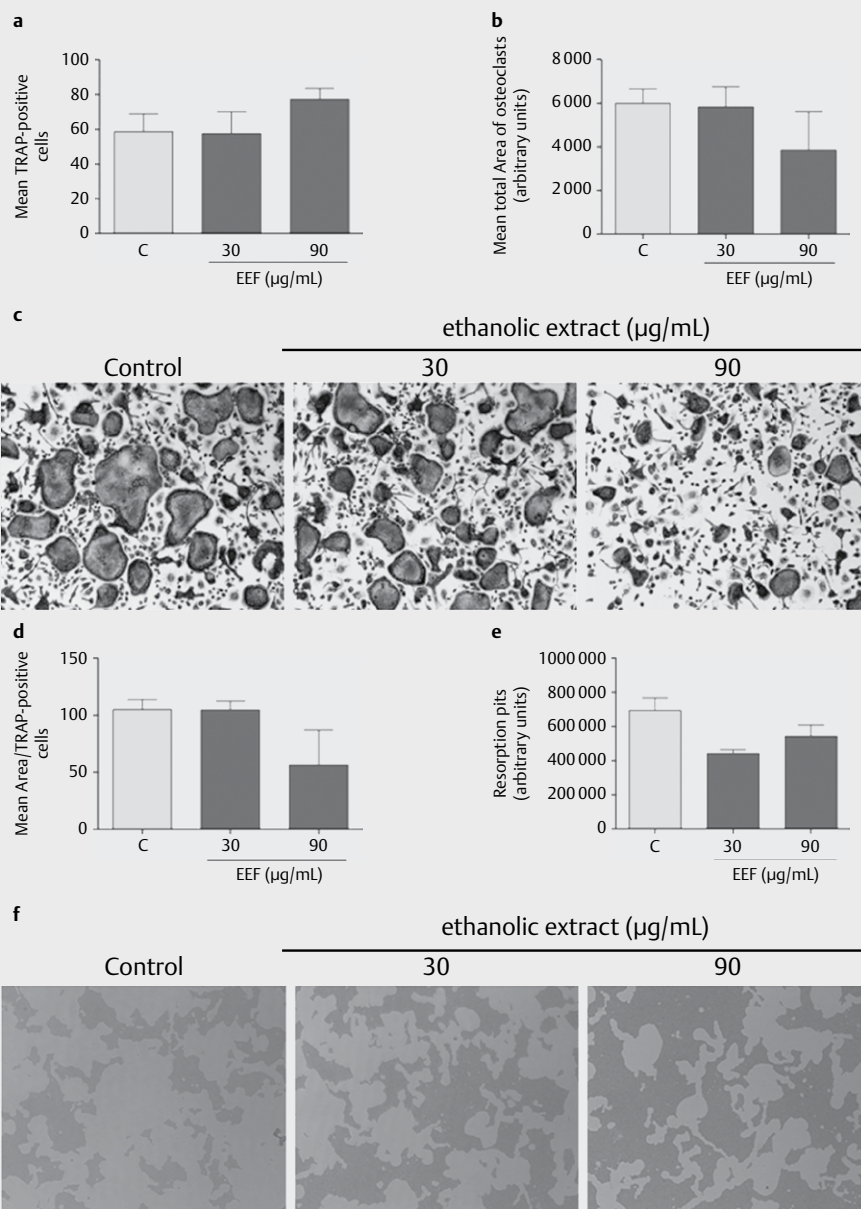 a
Mean TRAP-positive
cells
100
80
60
40
20
0
C
30
90
EEF (µg/mL)
b
Mean total Area of osteoclasts
(arbitrary units)
8 000
6 000
4 000
2 000
0
C
30
90
EEF (µg/mL)
c
ethanolic extract (µg/mL)
Control
30
90
d
Mean Area/TRAP-positive
cells
150
100
50
0
C
30
90
EEF (µg/mL)
e
Resorption pits
(arbitrary units)
1000 000
800 000
600 000
400 000
200 000
0
C
30
90
EEF (µg/mL)
f
ethanolic extract (µg/mL)
Control
30
90